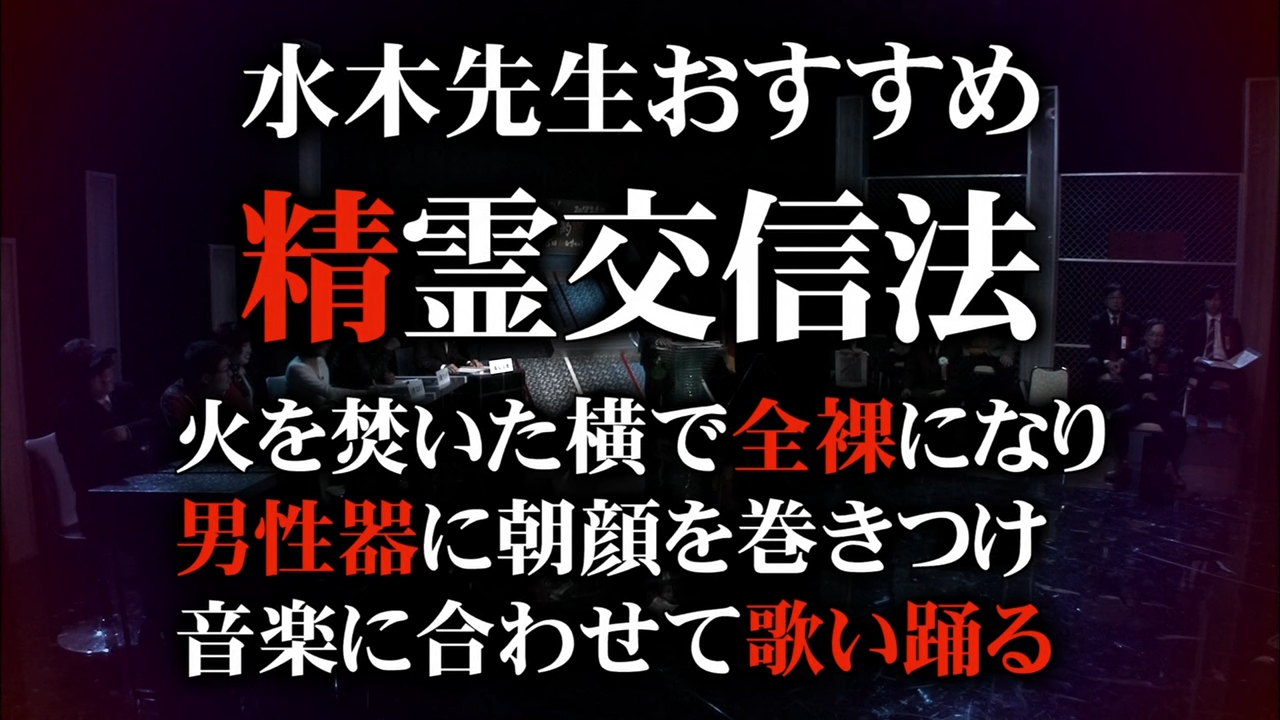 水木先生おすすめ
精霊交信法
火を焚いた横で全裸になり
男性器に朝顔を巻きつけ
音楽に合わせて歌い踊る